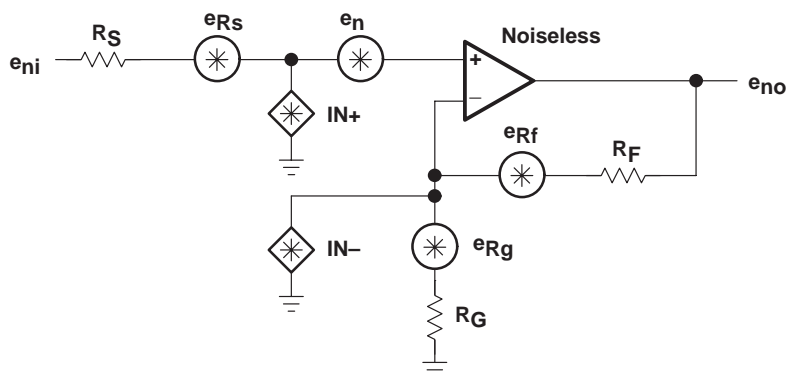 eRs
en
Noiseless
RS
eni
+
−
eno
IN+
eRf
RF
IN−
eRg
RG